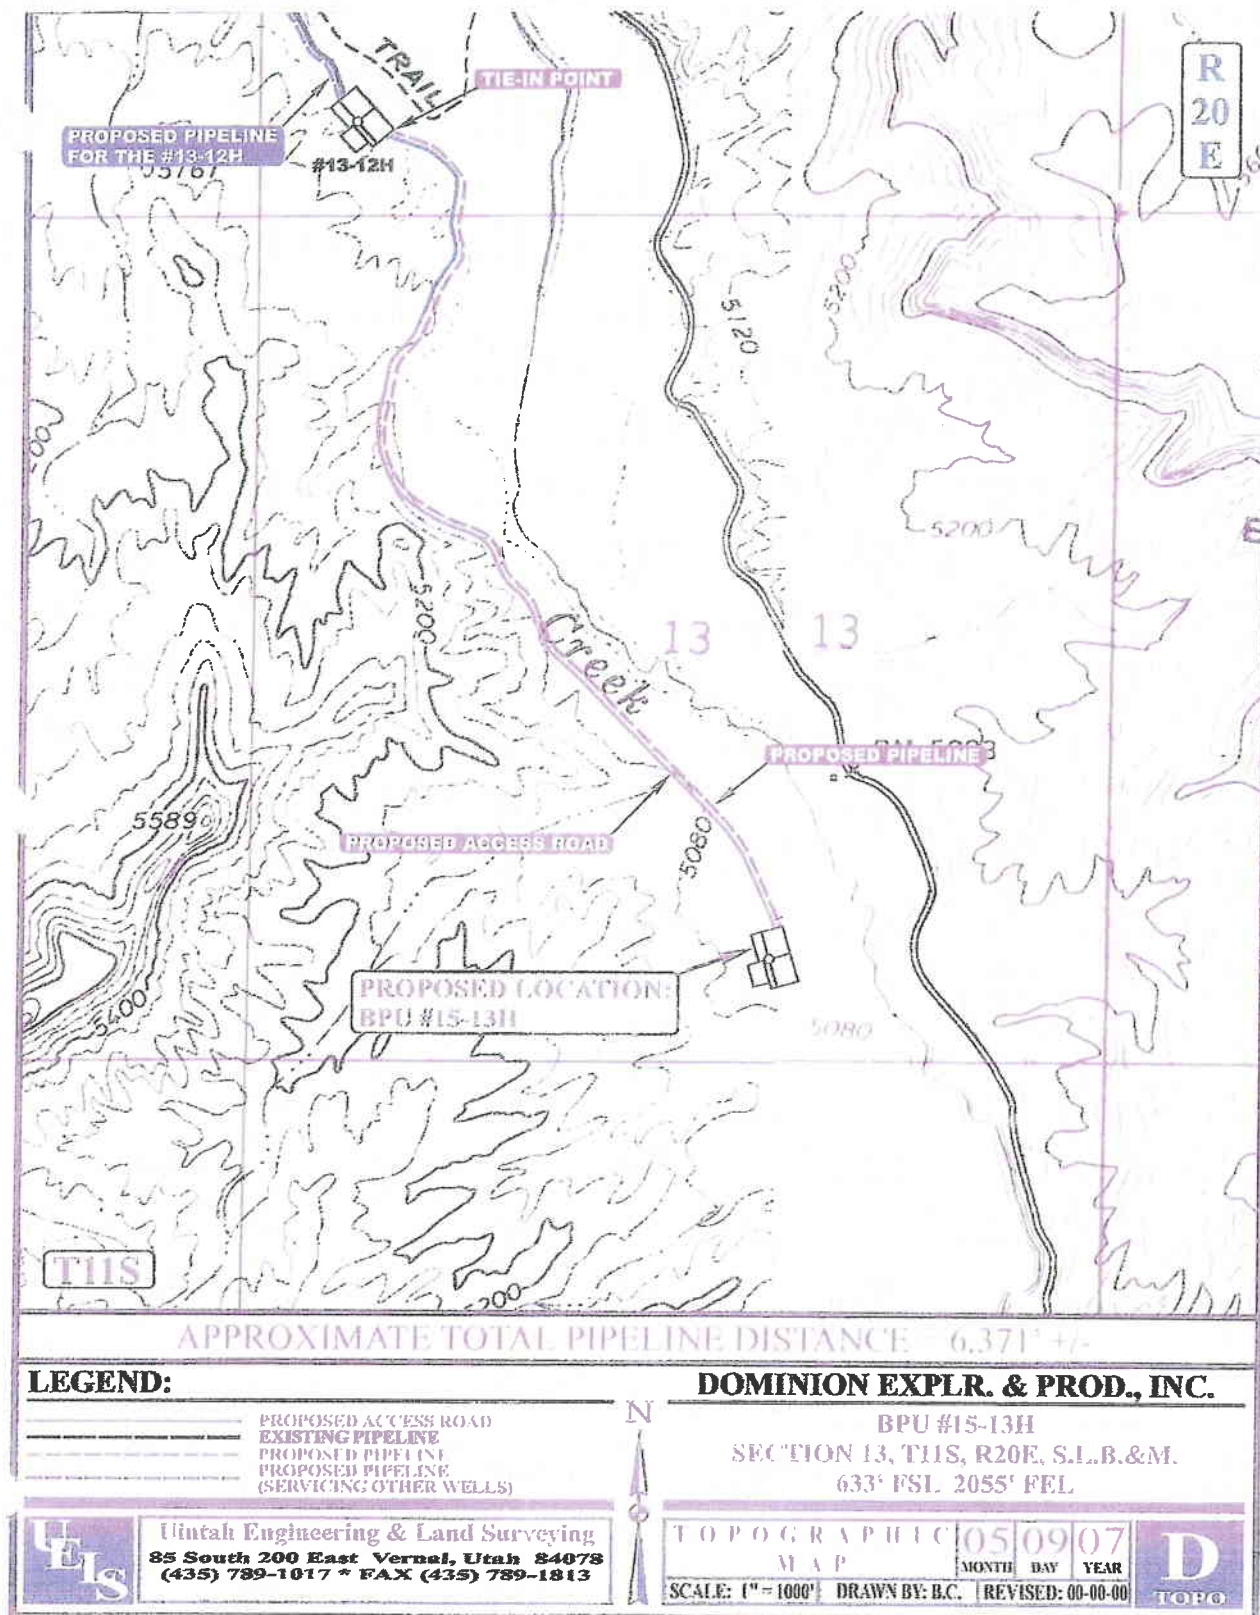 TRAIL
TIE-IN POINT
R
20
E
PROPOSED PIPELINE
FOR THE #13-12H
#13-12H
5200
5120
5200
5200
Creek
13
13
PROPOSED PIPELINE
5589
PROPOSED ACCESS ROAD
5080
PROPOSED LOCATION:
BPU #15-13H
5400
5080
T11S
APPROXIMATE TOTAL PIPELINE DISTANCE = 6,371' +/-
LEGEND:
PROPOSED ACCESS ROAD
EXISTING PIPELINE
PROPOSED PIPELINE
PROPOSED PIPELINE
(SERVICING OTHER WELLS)
N
DOMINION EXPLR. & PROD., INC.
BPU #15-13H
SECTION 13, T11S, R20E, S.L.B.&M.
633' FSL 2055' FEL
UELS
Uintah Engineering & Land Surveying
85 South 200 East Vernal, Utah 84078
(435) 789-1017 * FAX (435) 789-1813
TOPOGRAPHIC
MAP
05 09 07
MONTH DAY YEAR
SCALE: 1" = 1000' DRAWN BY: B.C. REVISED: 00-00-00
D
TOPO